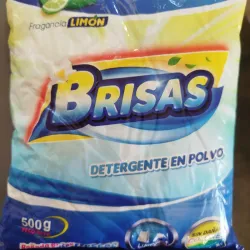 Fragancia LIMÓN
BRISAS
DETERGENTE EN POLVO
500g